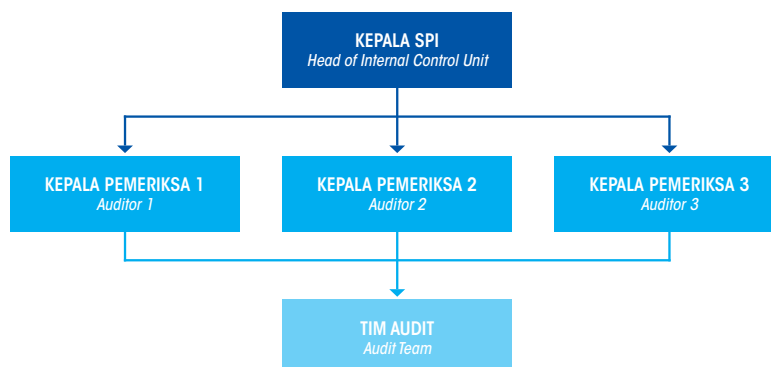 KEPALA SPI
Head of Internal Control Unit
KEPALA PEMERIKSA 1
Auditor 1
KEPALA PEMERIKSA 2
Auditor 2
KEPALA PEMERIKSA 3
Auditor 3
TIM AUDIT
Audit Team